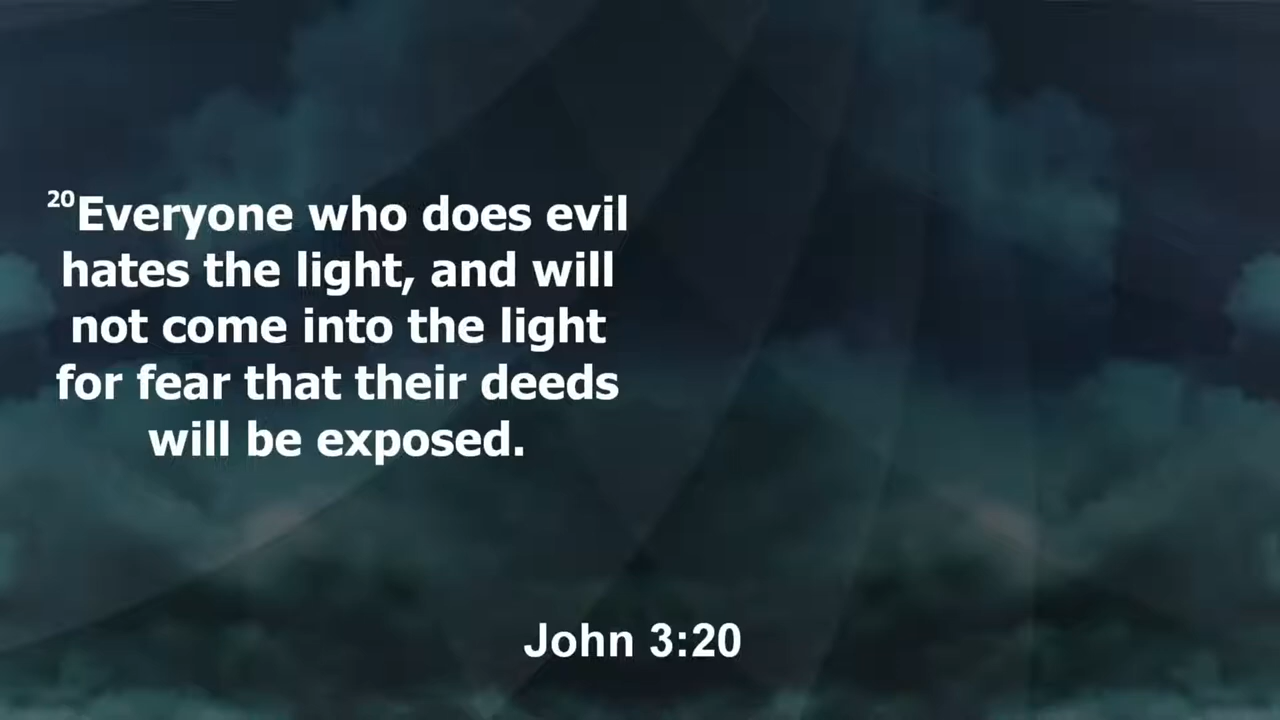 20Everyone who does evil
hates the light, and will
not come into the light
for fear that their deeds
will be exposed.
John 3:20